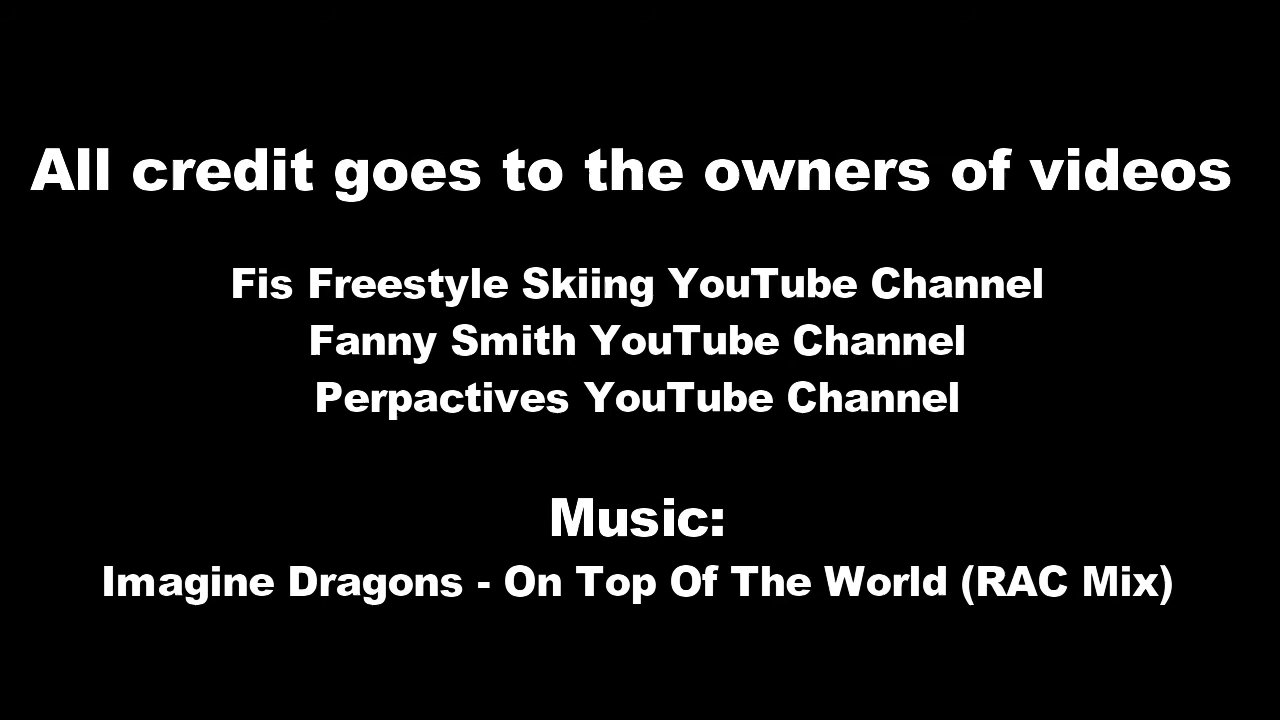 All credit goes to the owners of videos
Fis Freestyle Skiing YouTube Channel
Fanny Smith YouTube Channel
Perpactives YouTube Channel
Music:
Imagine Dragons - On Top Of The World (RAC Mix)